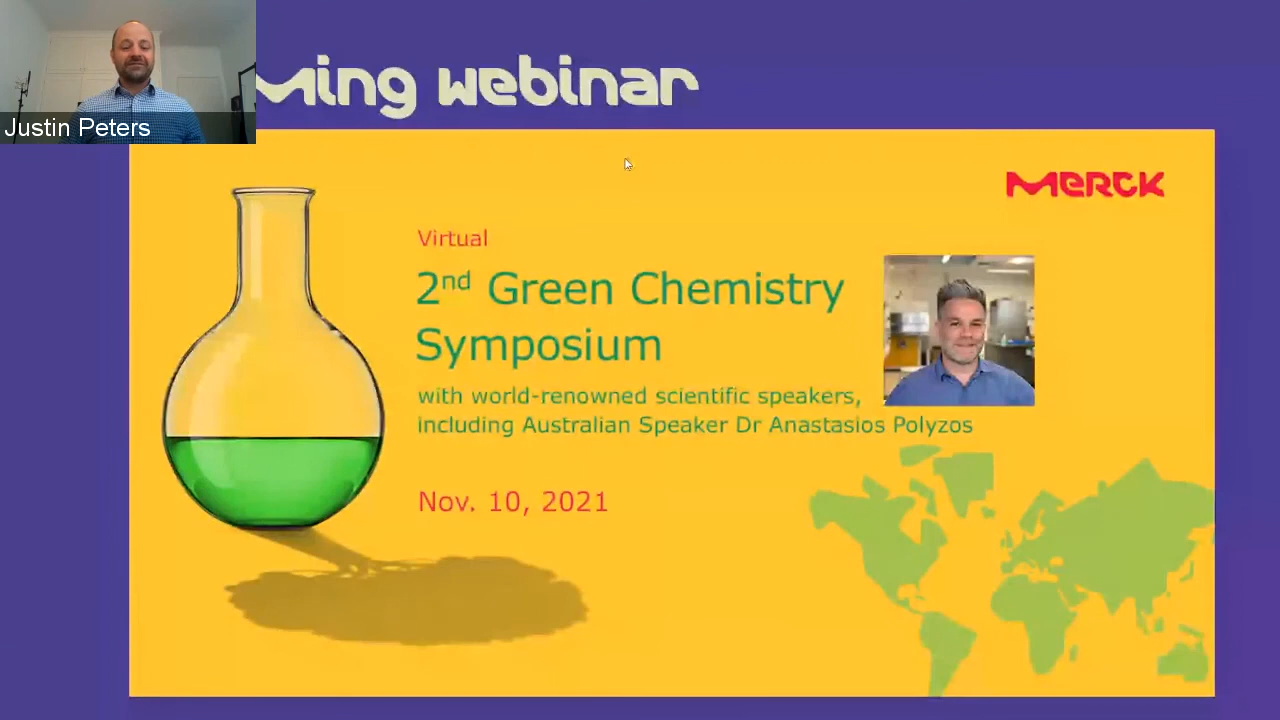 ming webinar
Justin Peters
MERCK
Virtual
2nd Green Chemistry
Symposium
with world-renowned scientific speakers,
including Australian Speaker Dr Anastasios Polyzos
Nov. 10, 2021